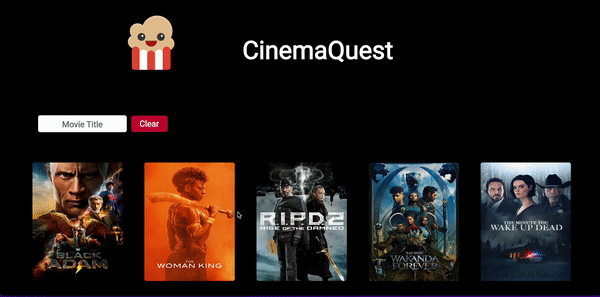 CinemaQuest
Movie Title
Clear
BLACK
ADAM
THE
WOMAN KING
R.I.P.D. 2
RISE OF THE DAMNED
WAKANDA
FOREVER
THE MINUTE YOU
WAKE UP DEAD